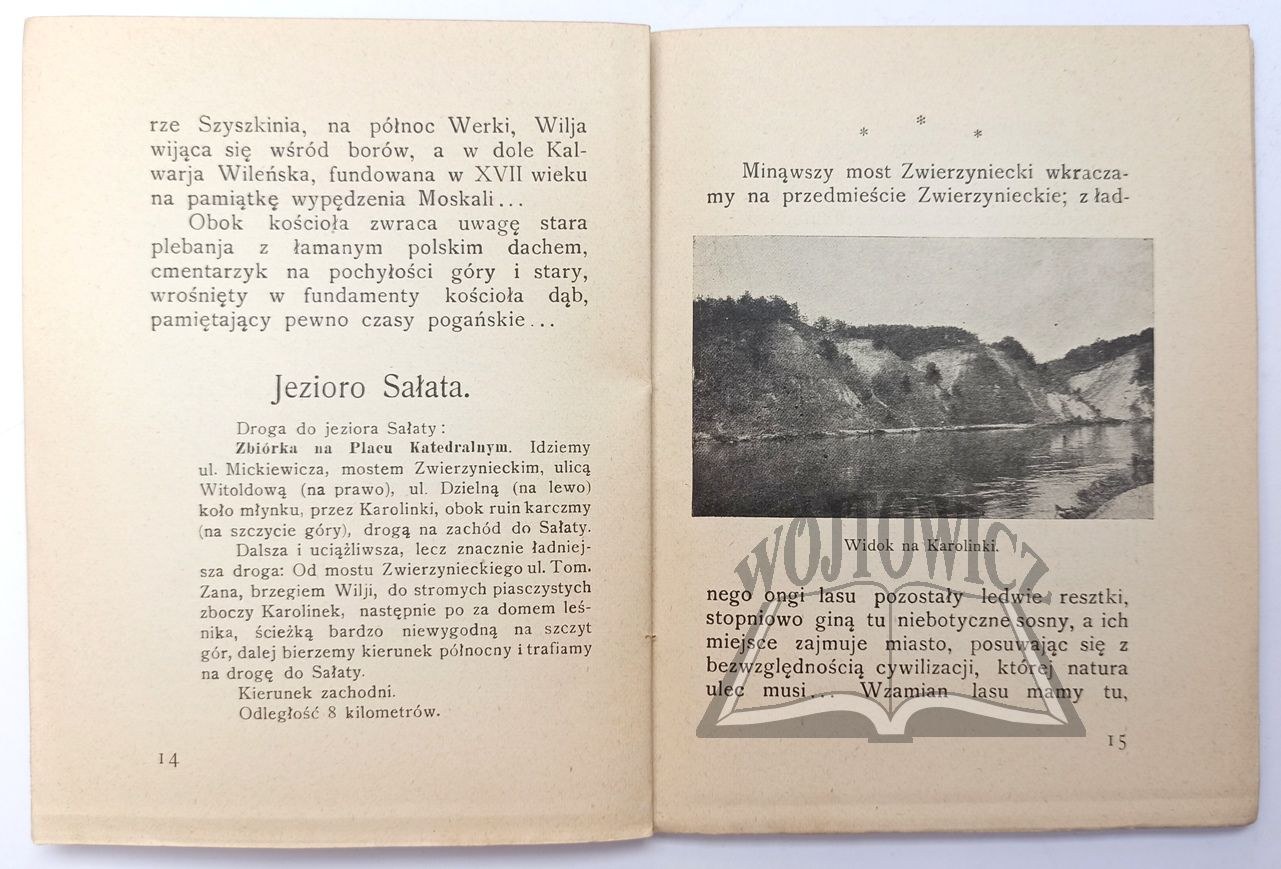 rze Szyszkinia, na północ Werki, Wilja
wijąca się wśród borów, a w dole Kal-
warja Wileńska, fundowana w XVII wieku
na pamiątkę wypędzenia Moskali...
Obok kościoła zwraca uwagę stara
plebanja z łamanym polskim dachem,
cmentarzyk na pochyłości góry i stary,
wrośnięty w fundamenty kościoła dąb,
pamiętający pewno czasy pogańskie...
Jezioro Sałata.
Droga do jeziora Sałaty:
Zbiórka na Placu Katedralnym. Idziemy
ul. Mickiewicza, mostem Zwierzynieckim, ulicą
Witoldową (na prawo), ul. Dzielną (na lewo)
koło młynku, przez Karolinki, obok ruin karczmy
(na szczycie góry), drogą na zachód do Sałaty.
Dalsza i uciążliwsza, lecz znacznie ładniej-
sza droga: Od mostu Zwierzynieckiego ul. Tom.
Zana, brzegiem Wilji, do stromych piasczystych
zboczy Karolinek, następnie po za domem leś-
nika, ścieżką bardzo niewygodną na szczyt
gór, dalej bierzemy kierunek północny i trafiamy
na drogę do Sałaty.
Kierunek zachodni.
Odległość 8 kilometrów.
14
* * *
Minąwszy most Zwierzyniecki wkracza-
my na przedmieście Zwierzynieckie; z ład-
Widok na Karolinki.
WOJTOWICZ
nego ongi lasu pozostały ledwie resztki,
stopniowo giną tu niebotyczne sosny, a ich
miejsce zajmuje miasto, posuwając się z
bezwzględnością cywilizacji, której natura
ulec musi... Wzamian lasu mamy tu,
15